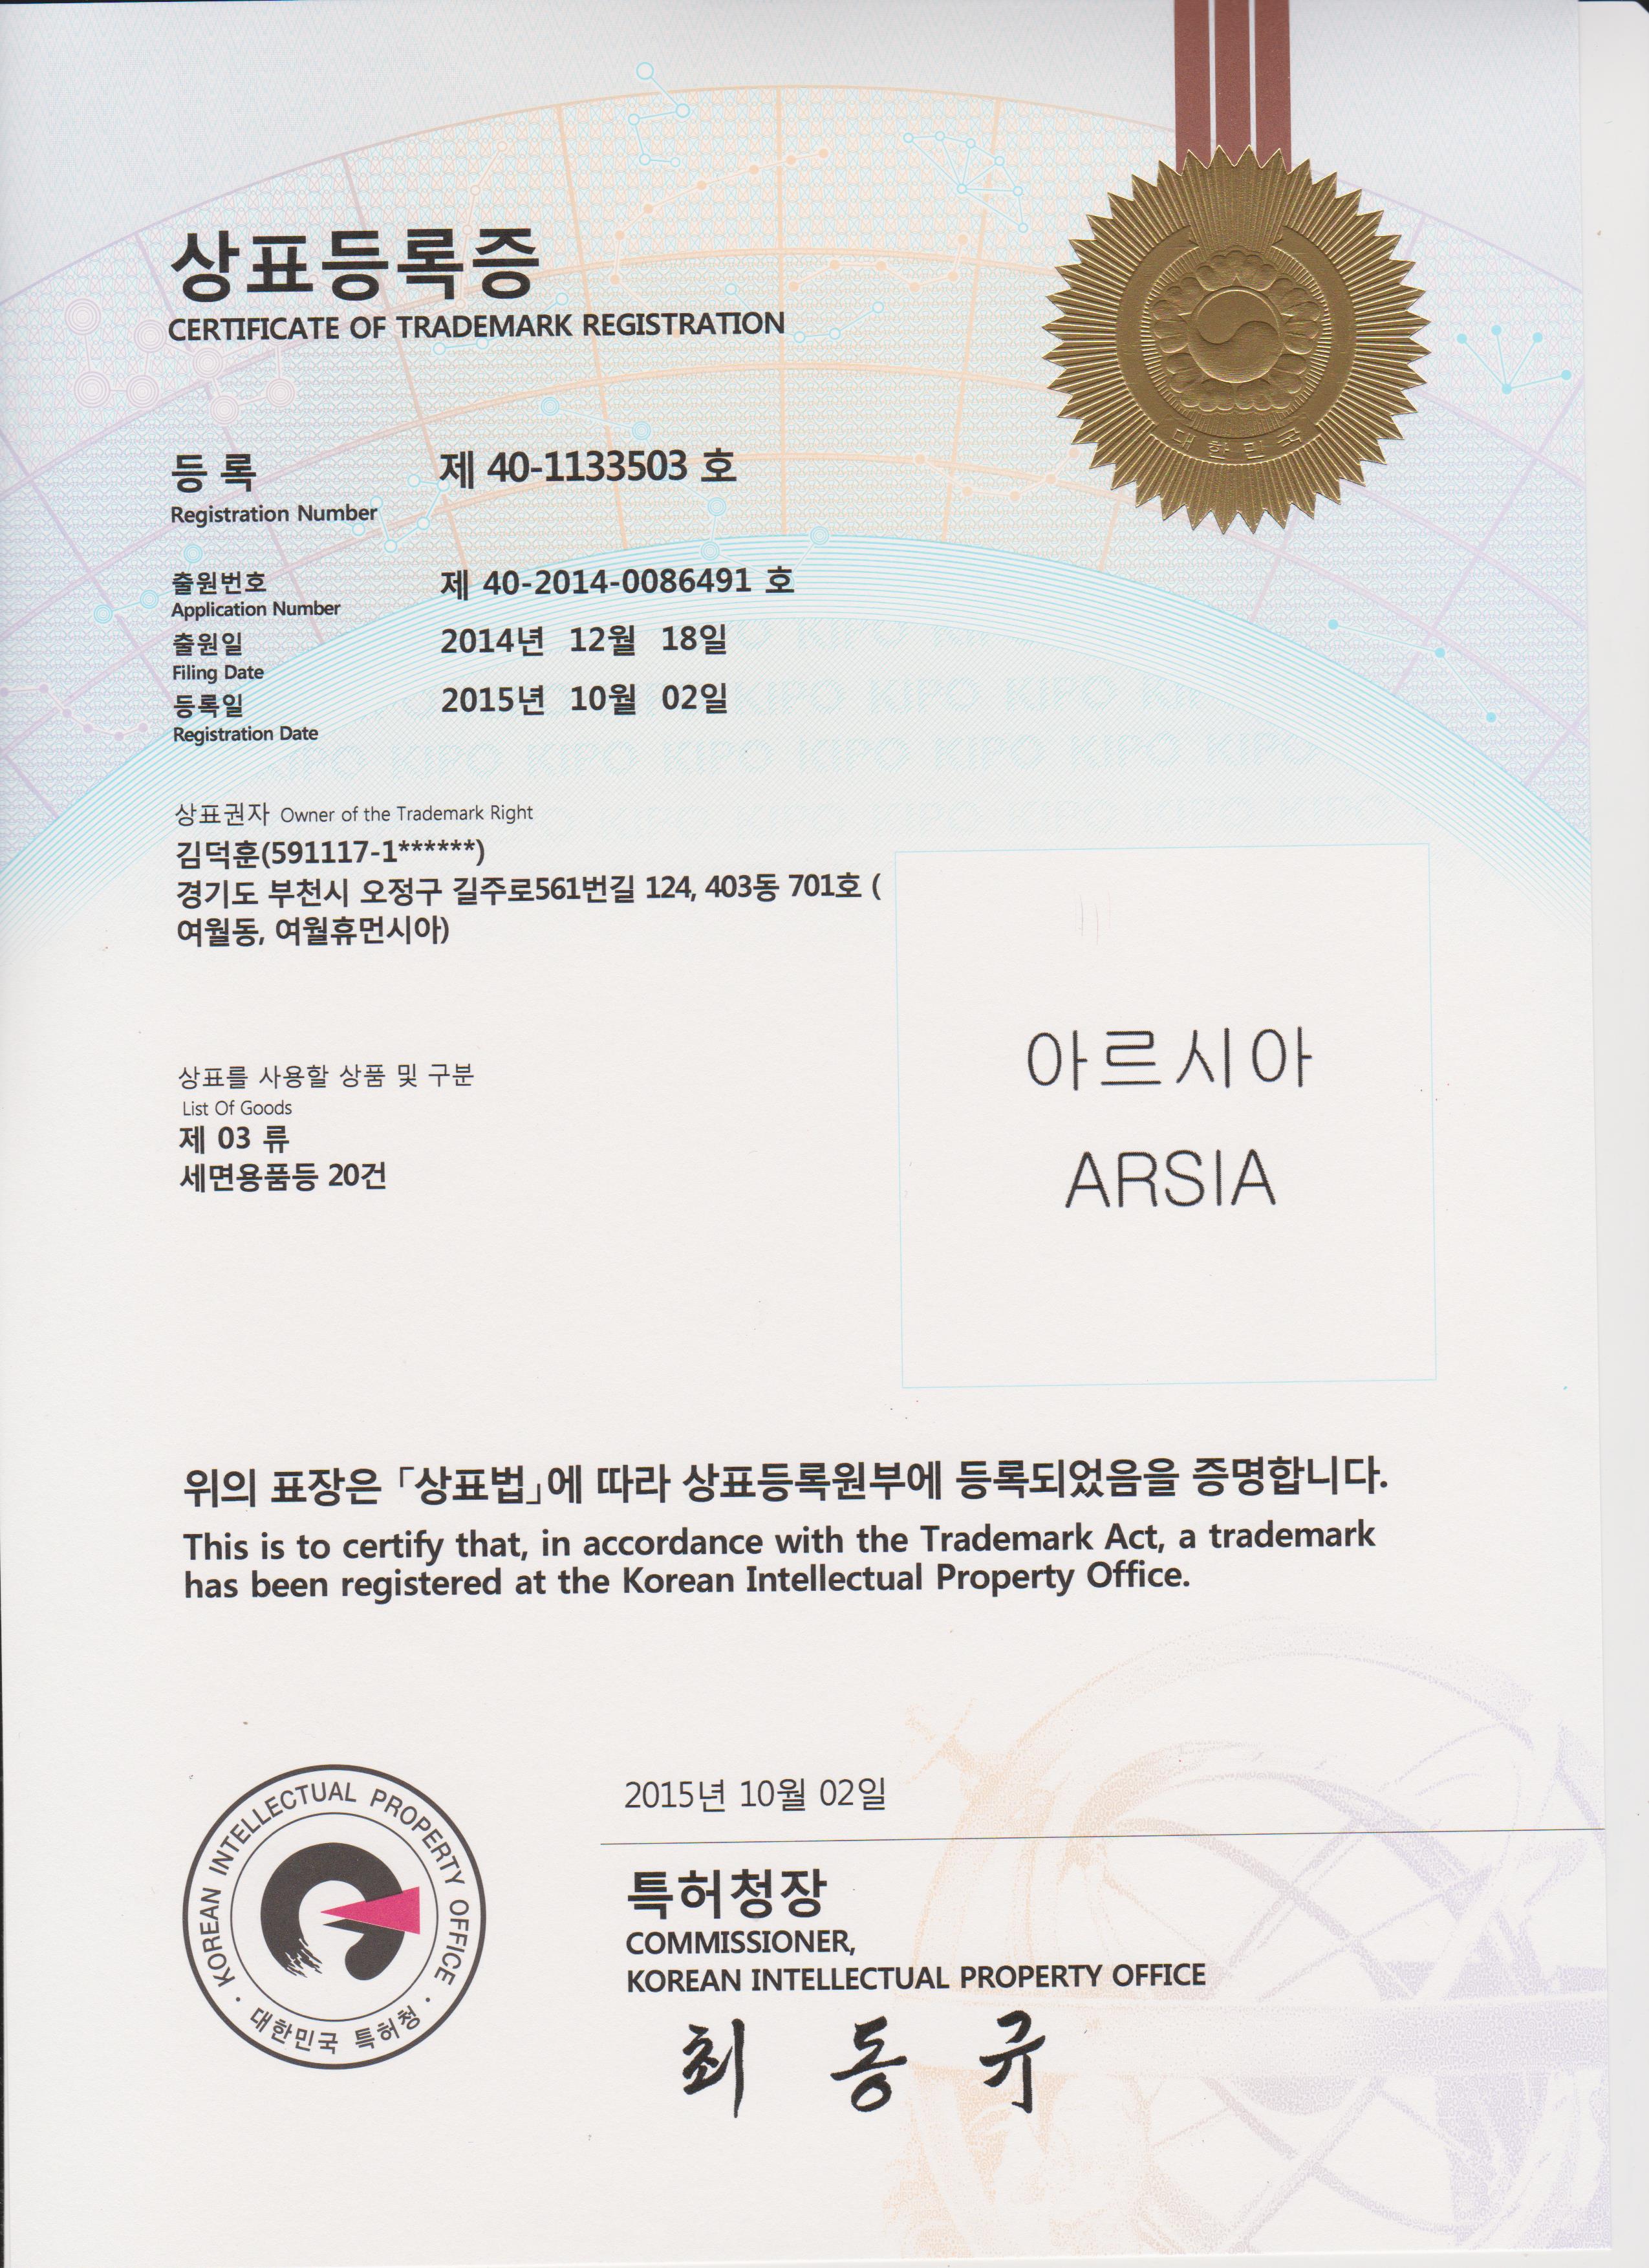 대한민국
상표등록증
CERTIFICATE OF TRADEMARK REGISTRATION
등 록 제 40-1133503 호
Registration Number
출원번호 제 40-2014-0086491 호
Application Number
출원일 2014년 12월 18일
Filing Date
등록일 2015년 10월 02일
Registration Date
KIPO KIPO KIPO KIPO KIPO KIPO KIPO KIPO
상표권자 Owner of the Trademark Right
김덕훈(591117-1******)
경기도 부천시 오정구 길주로561번길 124, 403동 701호 (
여월동, 여월휴먼시아)
상표를 사용할 상품 및 구분
List Of Goods
제 03 류
세면용품등 20건
아르시아
ARSIA
위의 표장은 「상표법」에 따라 상표등록원부에 등록되었음을 증명합니다.
This is to certify that, in accordance with the Trademark Act, a trademark
has been registered at the Korean Intellectual Property Office.
KOREAN INTELLECTUAL PROPERTY OFFICE
· 대한민국 특허청 ·
2015년 10월 02일
특허청장
COMMISSIONER,
KOREAN INTELLECTUAL PROPERTY OFFICE
최 동 규